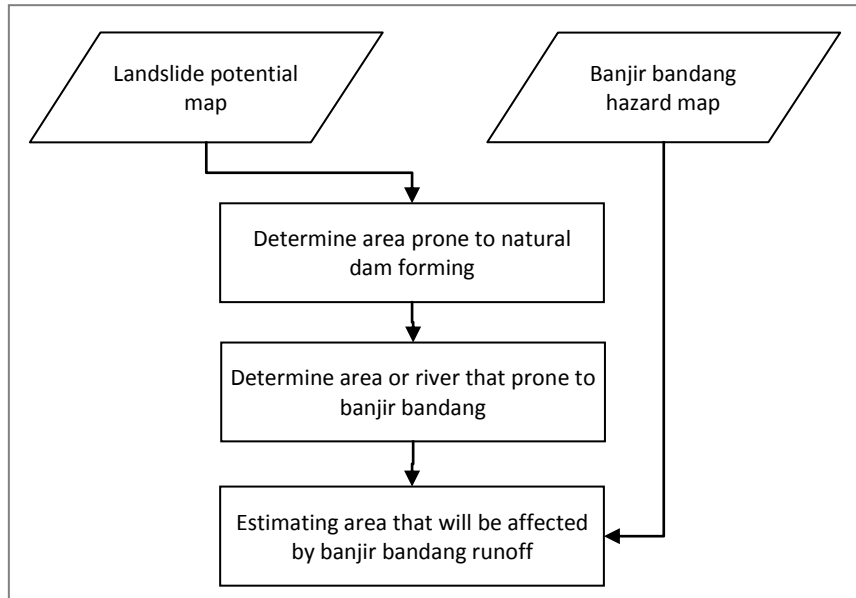 Landslide potential
map
Banjir bandang
hazard map
Determine area prone to natural
dam forming
Determine area or river that prone to
banjir bandang
Estimating area that will be affected
by banjir bandang runoff